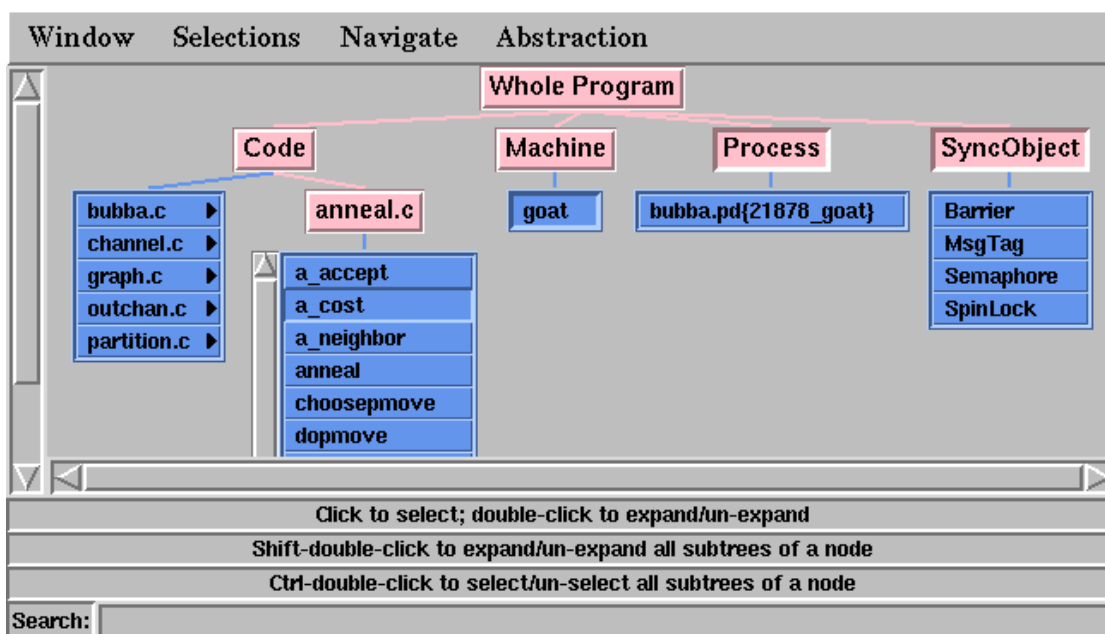 Window Selections Navigate Abstraction
Whole Program
Code Machine Process SyncObject
bubba.c anneal.c goat bubba.pd{21878_goat} Barrier
channel.c MsgTag
graph.c a_accept Semaphore
outchan.c a_cost SpinLock
partition.c a_neighbor
anneal
choosepmove
dopmove
Click to select; double-click to expand/un-expand
Shift-double-click to expand/un-expand all subtrees of a node
Ctrl-double-click to select/un-select all subtrees of a node
Search: